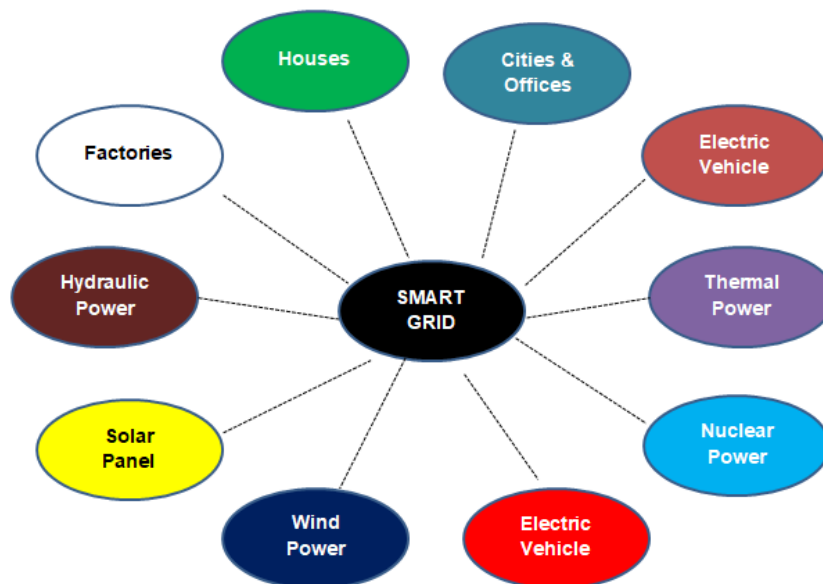 Houses
Cities &
Offices
Factories
Electric
Vehicle
Hydraulic
Power
SMART
GRID
Thermal
Power
Solar
Panel
Nuclear
Power
Wind
Power
Electric
Vehicle